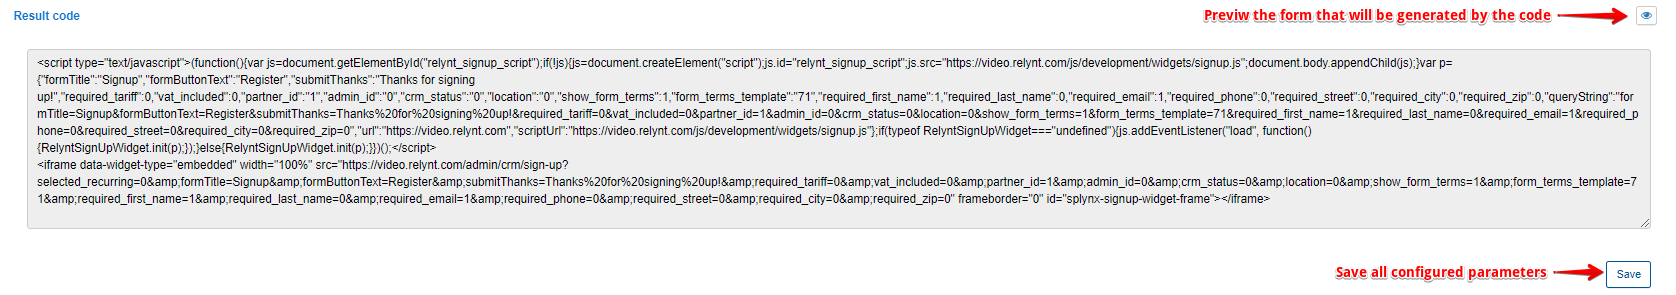 Result code
Previw the form that will be generated by the code
<script type="text/javascript">(function(){var js=document.getElementById("relynt_signup_script");if(!js){js=document.createElement("script");js.id="relynt_signup_script";js.src="https://video.relynt.com/js/development/widgets/signup.js";document.body.appendChild(js);}var p=
{"formTitle":"Signup","formButtonText":"Register","submitThanks":"Thanks for signing
up!","required_tariff":0,"vat_included":0,"partner_id":"1","admin_id":"0","crm_status":"0","location":"0","show_form_terms":1,"form_terms_template":"71","required_first_name":1,"required_last_name":0,"required_email":1,"required_phone":0,"required_street":0,"required_city":0,"required_zip":0,"queryString":"for
mTitle=Signup&formButtonText=Register&submitThanks=Thanks%20for%20signing%20up!&required_tariff=0&vat_included=0&partner_id=1&admin_id=0&crm_status=0&location=0&show_form_terms=1&form_terms_template=71&required_first_name=1&required_last_name=0&required_email=1&required_p
hone=0&required_street=0&required_city=0&required_zip=0","url":"https://video.relynt.com","scriptUrl":"https://video.relynt.com/js/development/widgets/signup.js"};if(typeof RelyntSignUpWidget==="undefined"){js.addEventListener("load", function()
{RelyntSignUpWidget.init(p);});}else{RelyntSignUpWidget.init(p);}})();</script>
<iframe data-widget-type="embedded" width="100%" src="https://video.relynt.com/admin/crm/sign-up?
selected_recurring=0&amp;formTitle=Signup&amp;formButtonText=Register&amp;submitThanks=Thanks%20for%20signing%20up!&amp;required_tariff=0&amp;vat_included=0&amp;partner_id=1&amp;admin_id=0&amp;crm_status=0&amp;location=0&amp;show_form_terms=1&amp;form_terms_template=7
1&amp;required_first_name=1&amp;required_last_name=0&amp;required_email=1&amp;required_phone=0&amp;required_street=0&amp;required_city=0&amp;required_zip=0" frameborder="0" id="splynx-signup-widget-frame"></iframe>
Save all configured parameters
Save